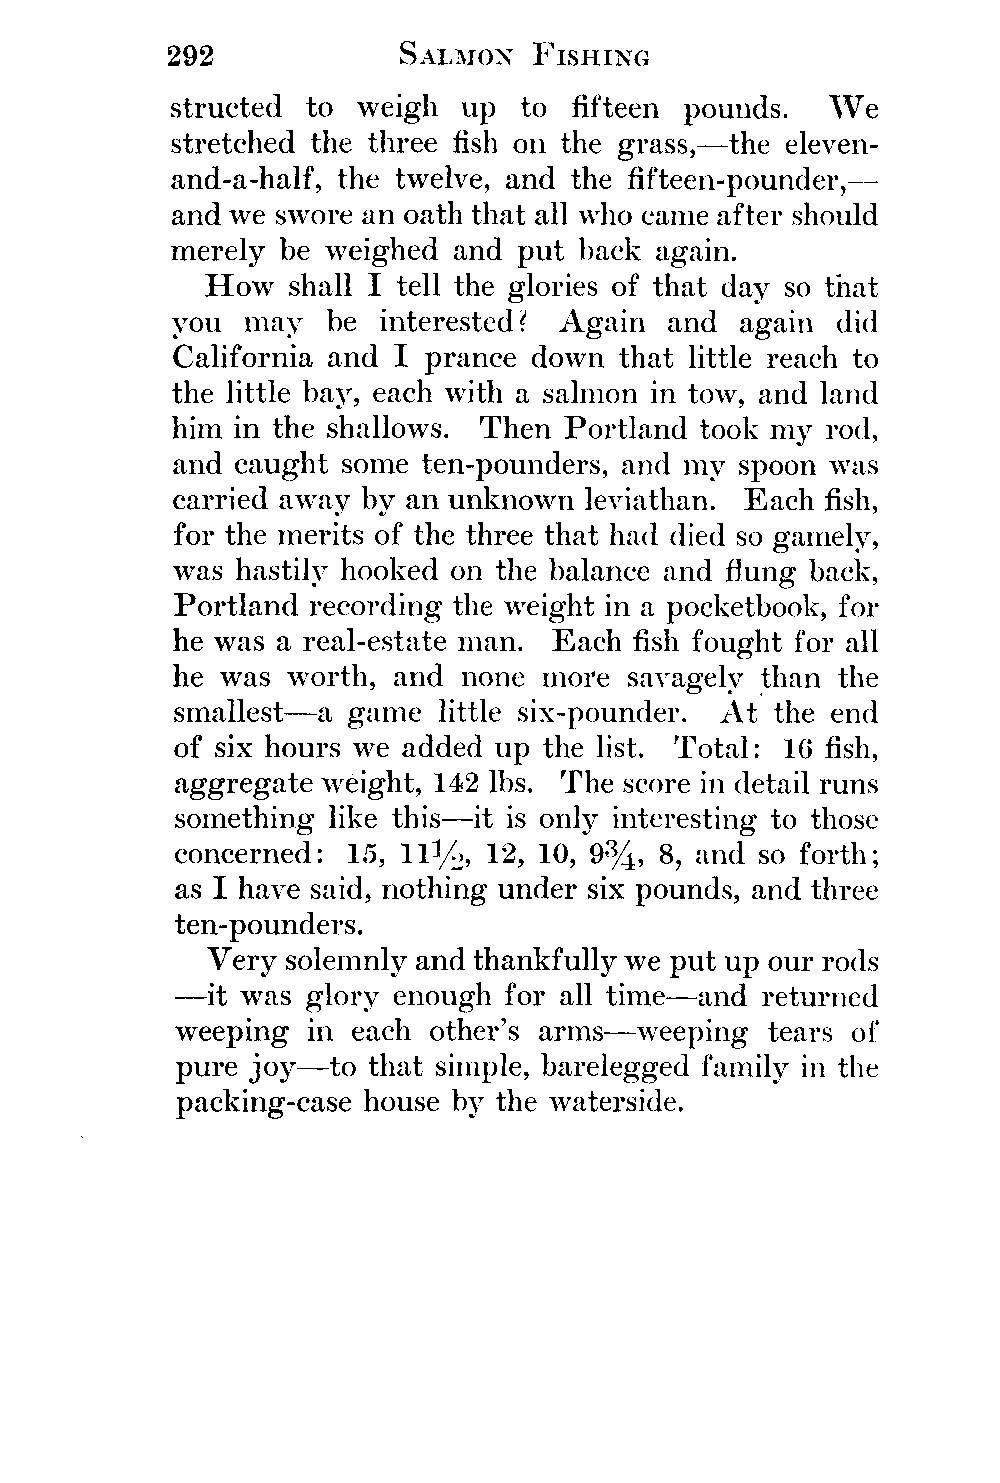 292 SALMON FISHING
structed to weigh up to fifteen pounds. We
stretched the three fish on the grass,—the eleven-
and-a-half, the twelve, and the fifteen-pounder,—
and we swore an oath that all who came after should
merely be weighed and put back again.
How shall I tell the glories of that day so that
you may be interested? Again and again did
California and I prance down that little reach to
the little bay, each with a salmon in tow, and land
him in the shallows. Then Portland took my rod,
and caught some ten-pounders, and my spoon was
carried away by an unknown leviathan. Each fish,
for the merits of the three that had died so gamely,
was hastily hooked on the balance and flung back,
Portland recording the weight in a pocketbook, for
he was a real-estate man. Each fish fought for all
he was worth, and none more savagely than the
smallest—a game little six-pounder. At the end
of six hours we added up the list. Total: 16 fish,
aggregate weight, 142 lbs. The score in detail runs
something like this—it is only interesting to those
concerned: 15, 11½, 12, 10, 9¾, 8, and so forth;
as I have said, nothing under six pounds, and three
ten-pounders.
Very solemnly and thankfully we put up our rods
—it was glory enough for all time—and returned
weeping in each other's arms—weeping tears of
pure joy—to that simple, barelegged family in the
packing-case house by the waterside.